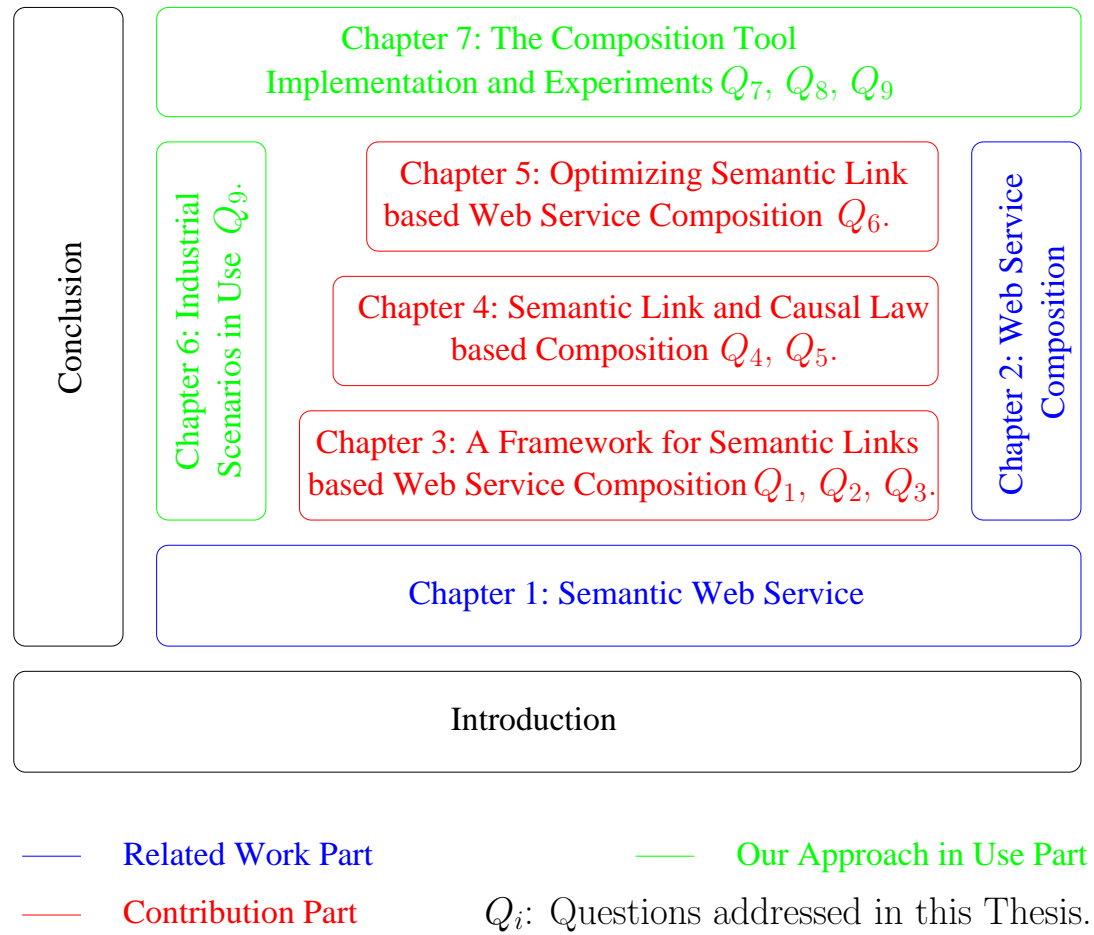 Chapter 7: The Composition Tool
Implementation and Experiments Q7, Q8, Q9
Conclusion
Chapter 6: Industrial
Scenarios in Use Q9.
Chapter 5: Optimizing Semantic Link
based Web Service Composition Q6.
Chapter 4: Semantic Link and Causal Law
based Composition Q4, Q5.
Chapter 3: A Framework for Semantic Links
based Web Service Composition Q1, Q2, Q3.
Chapter 2: Web Service
Composition
Chapter 1: Semantic Web Service
Introduction
Related Work Part
Our Approach in Use Part
Contribution Part
Qi: Questions addressed in this Thesis.